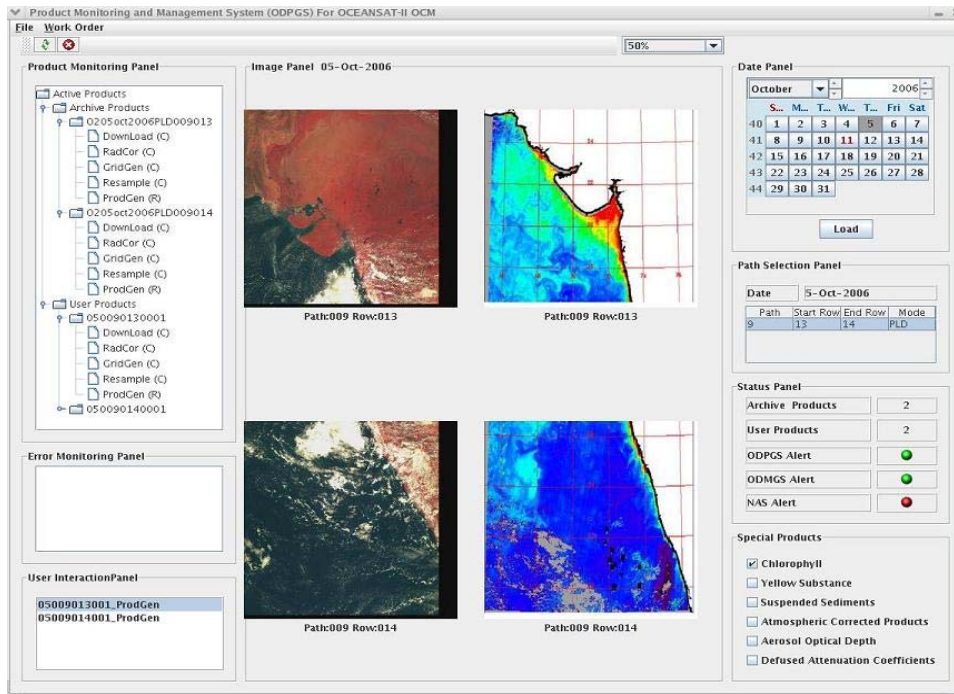 Product Monitoring and Management System (ODPGS) For OCEANSAT-II OCM
File Work Order
50%
Product Monitoring Panel
Active Products
Archive Products
0205oct2006PLD009013
DownLoad (C)
RadCor (C)
GridGen (C)
Resample (C)
ProdGen (R)
0205oct2006PLD009014
DownLoad (C)
RadCor (C)
GridGen (C)
Resample (C)
ProdGen (R)
User Products
050090130001
DownLoad (C)
RadCor (C)
GridGen (C)
Resample (C)
ProdGen (R)
050090140001
Error Monitoring Panel
User InteractionPanel
05009013001_ProdGen
05009014001_ProdGen
Image Panel 05-Oct-2006
Path:009 Row:013
Path:009 Row:013
Path:009 Row:014
Path:009 Row:014
Date Panel
October 2006
S... M... T... W... T... Fri Sat
40 1 2 3 4 5 6 7
41 8 9 10 11 12 13 14
42 15 16 17 18 19 20 21
43 22 23 24 25 26 27 28
44 29 30 31
Load
Path Selection Panel
Date 5-Oct-2006
Path Start Row End Row Mode
9 13 14 PLD
Status Panel
Archive Products 2
User Products 2
ODPGS Alert
ODMGS Alert
NAS Alert
Special Products
Chlorophyll
Yellow Substance
Suspended Sediments
Atmospheric Corrected Products
Aerosol Optical Depth
Defused Attenuation Coefficients